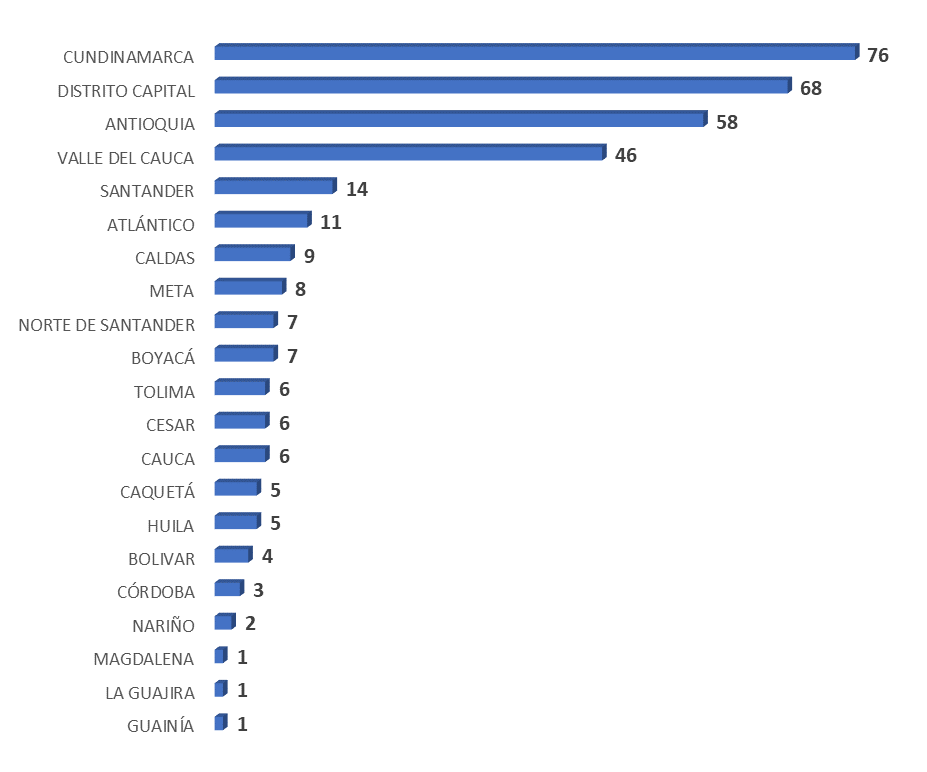 CUNDINAMARCA 76
DISTRITO CAPITAL 68
ANTIOQUIA 58
VALLE DEL CAUCA 46
SANTANDER 14
ATLÁNTICO 11
CALDAS 9
META 8
NORTE DE SANTANDER 7
BOYACÁ 7
TOLIMA 6
CESAR 6
CAUCA 6
CAQUETÁ 5
HUILA 5
BOLIVAR 4
CÓRDOBA 3
NARIÑO 2
MAGDALENA 1
LA GUAJIRA 1
GUAINÍA 1